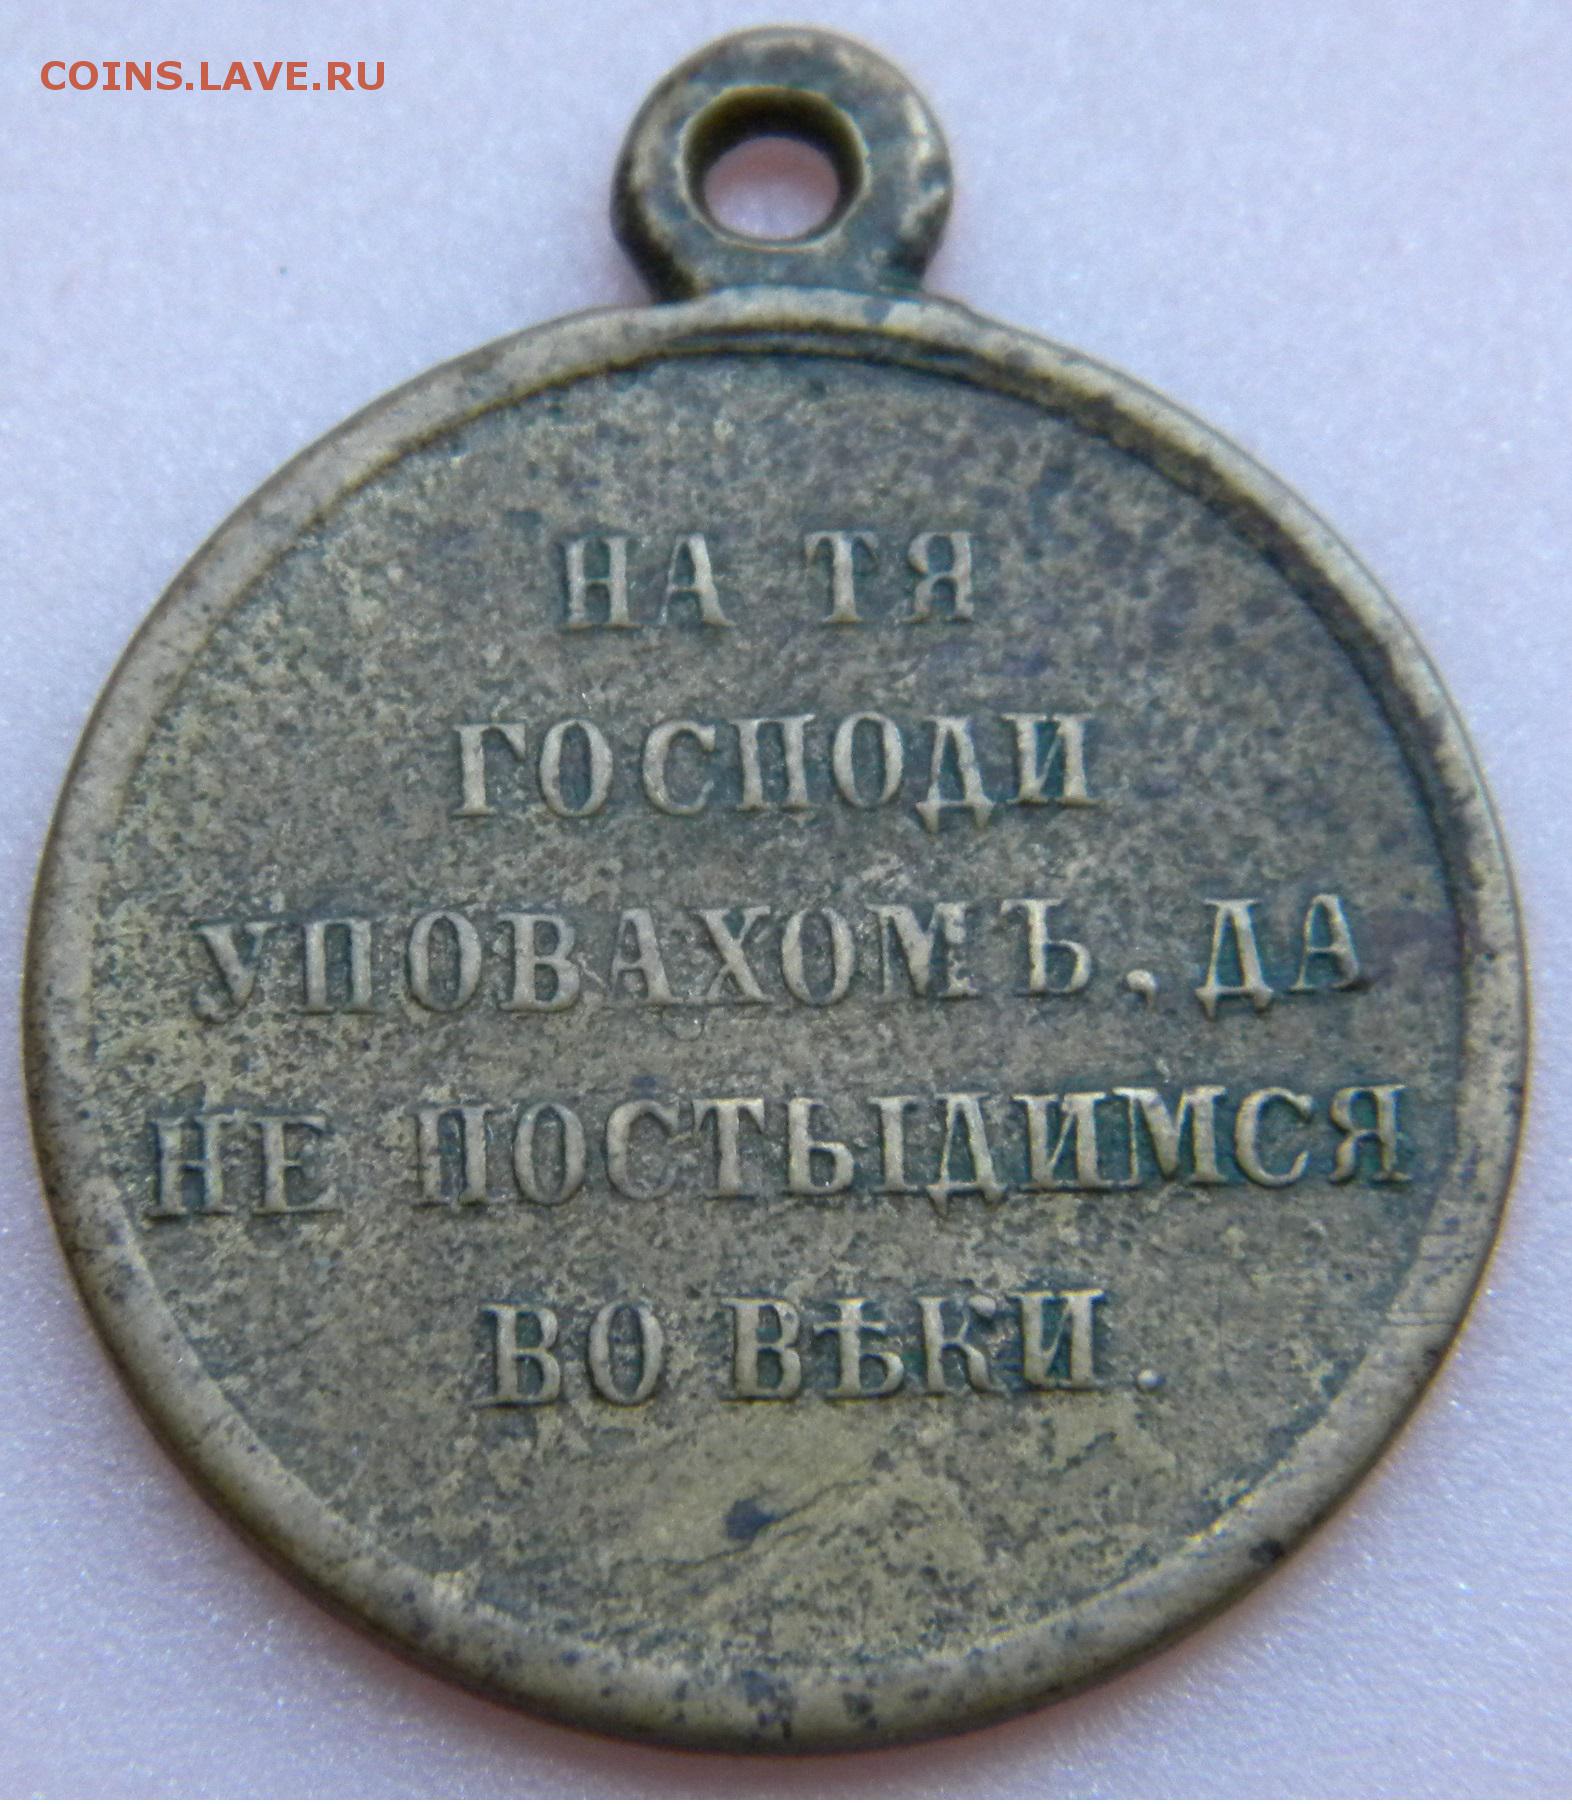 COINS.LAVE.RU
НА ТЯ
ГОСПОДИ
УПОВАХОМЪ, ДА
НЕ ПОСТЫДИМСЯ
ВО ВѢКИ.